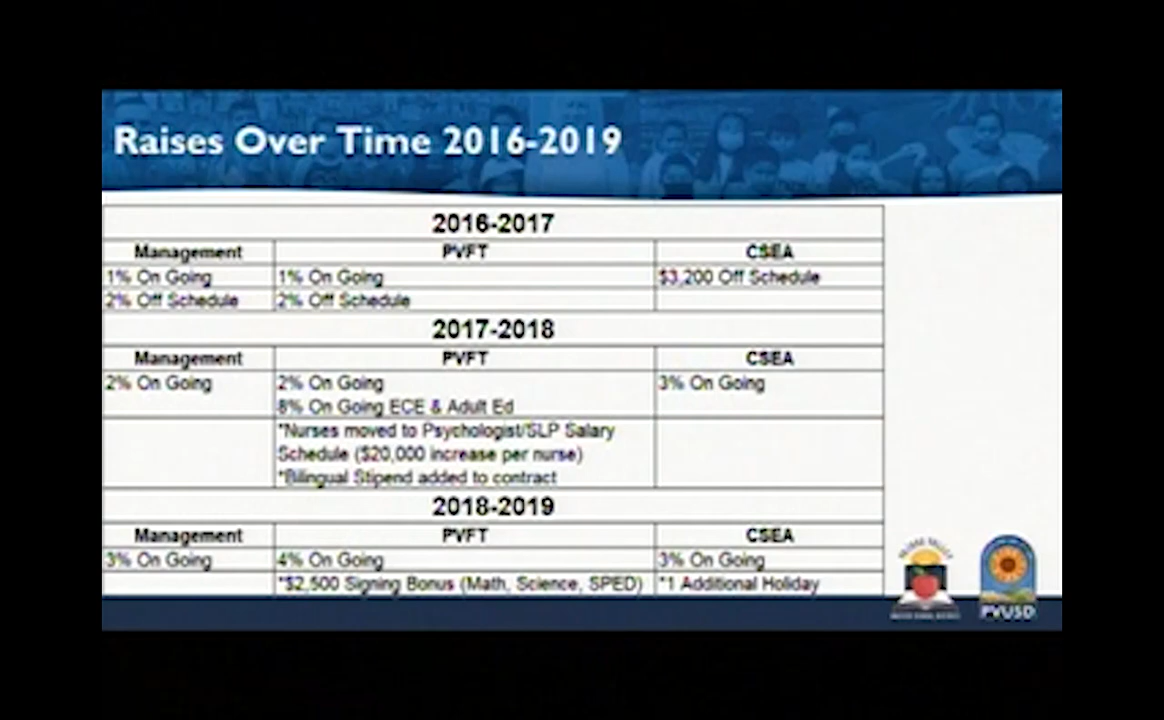 Raises Over Time 2016-2019
2016-2017
Management PVFT CSEA
1% On Going 1% On Going $3,200 Off Schedule
2% Off Schedule 2% Off Schedule
2017-2018
Management PVFT CSEA
2% On Going 2% On Going 3% On Going
8% On Going ECE & Adult Ed
*Nurses moved to Psychologist/SLP Salary
Schedule ($20,000 increase per nurse)
*Bilingual Stipend added to contract
2018-2019
Management PVFT CSEA
3% On Going 4% On Going 3% On Going
*$2,500 Signing Bonus (Math, Science, SPED) *1 Additional Holiday
PVUSD